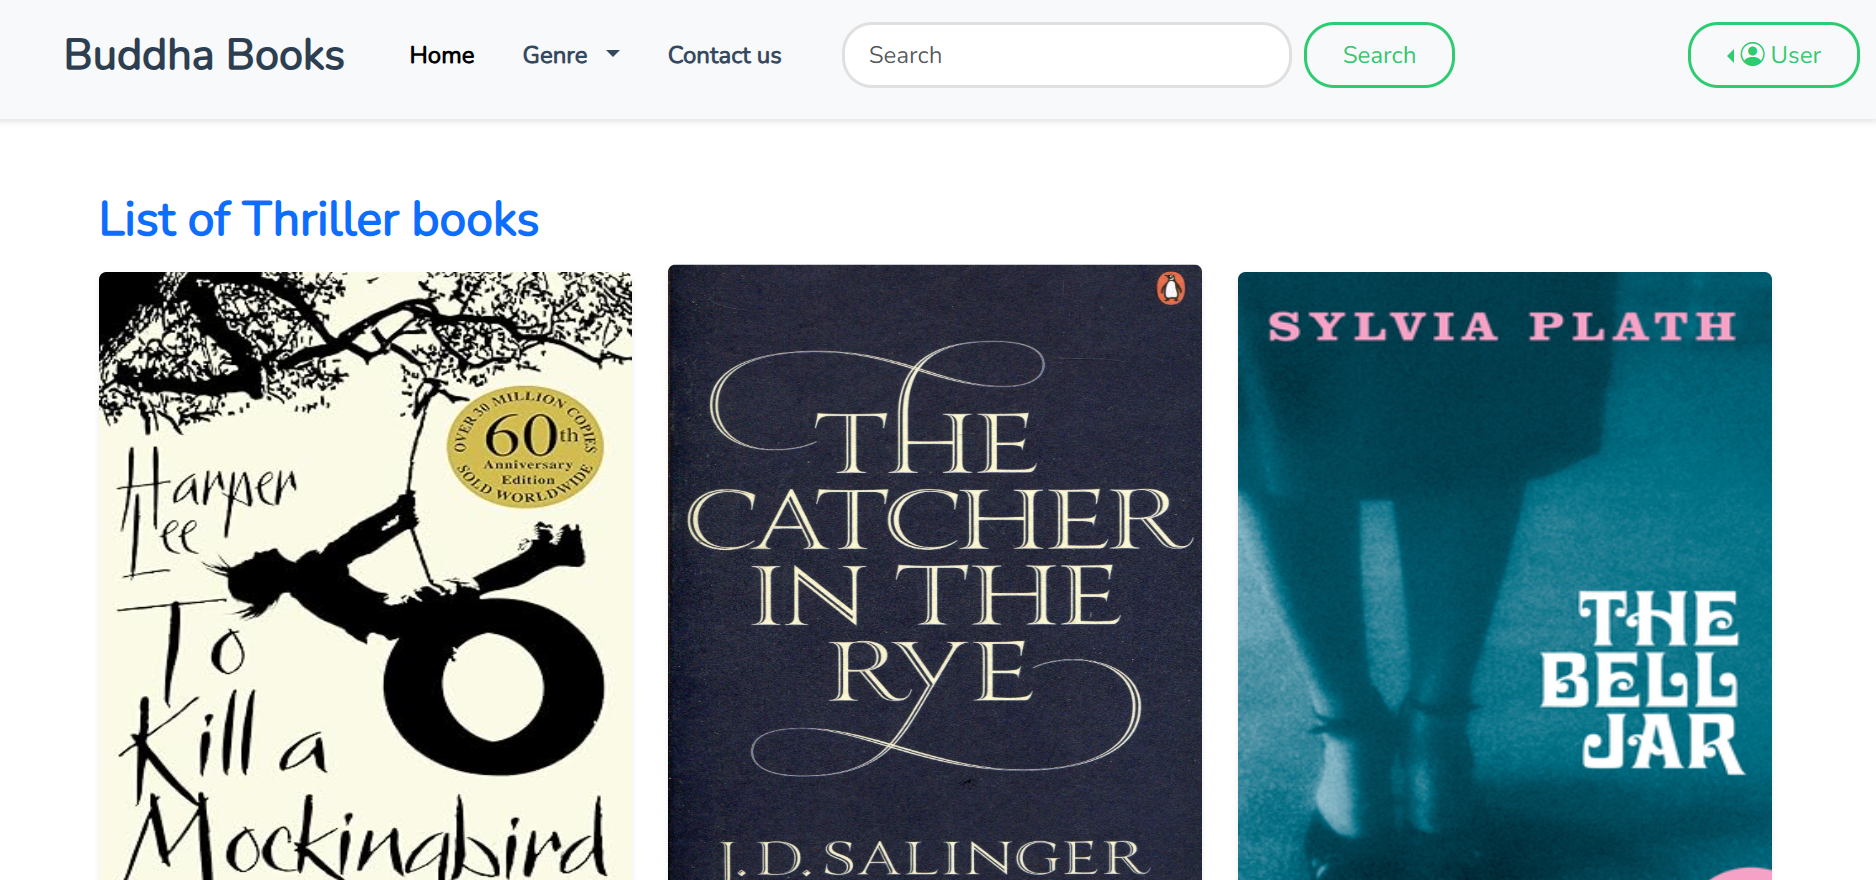 Buddha Books Home Genre Contact us Search Search User
List of Thriller books
Harper
Lee
To
Kill a
Mockingbird
OVER 30 MILLION COPIES
60th
Anniversary
Edition
SOLD WORLDWIDE
THE
CATCHER
IN THE
RYE
J.D. SALINGER
SYLVIA PLATH
THE
BELL
JAR